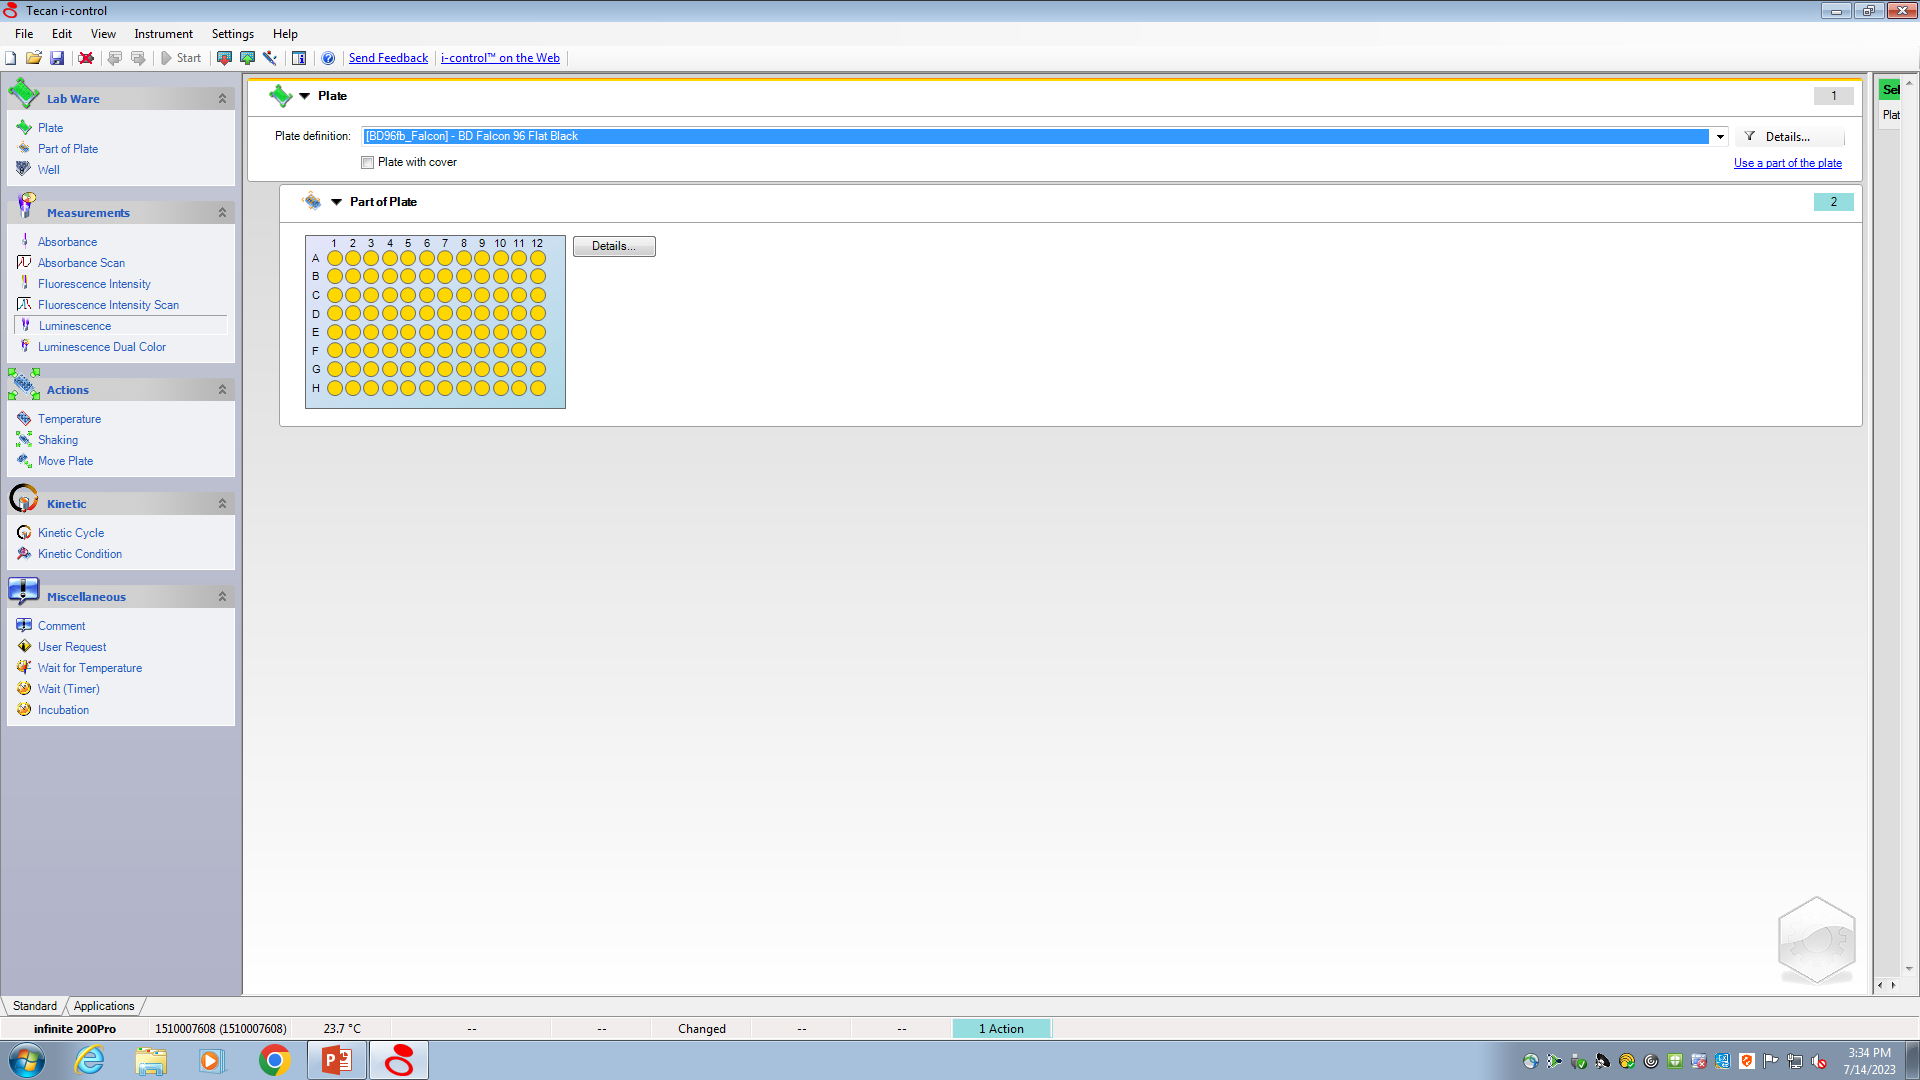 Tecan i-control
File Edit View Instrument Settings Help
Start Send Feedback i-control™ on the Web
Lab Ware
Plate
Part of Plate
Well
Measurements
Absorbance
Absorbance Scan
Fluorescence Intensity
Fluorescence Intensity Scan
Luminescence
Luminescence Dual Color
Actions
Temperature
Shaking
Move Plate
Kinetic
Kinetic Cycle
Kinetic Condition
Miscellaneous
Comment
User Request
Wait for Temperature
Wait (Timer)
Incubation
Plate 1
Plate definition: [BD96fb_Falcon] - BD Falcon 96 Flat Black Details...
Plate with cover Use a part of the plate
Part of Plate 2
1 2 3 4 5 6 7 8 9 10 11 12
A
B
C
D
E
F
G
H
Details...
Sel
Plat
Standard Applications
infinite 200Pro 1510007608 (1510007608) 23.7 °C -- -- Changed -- -- 1 Action
3:34 PM
7/14/2023